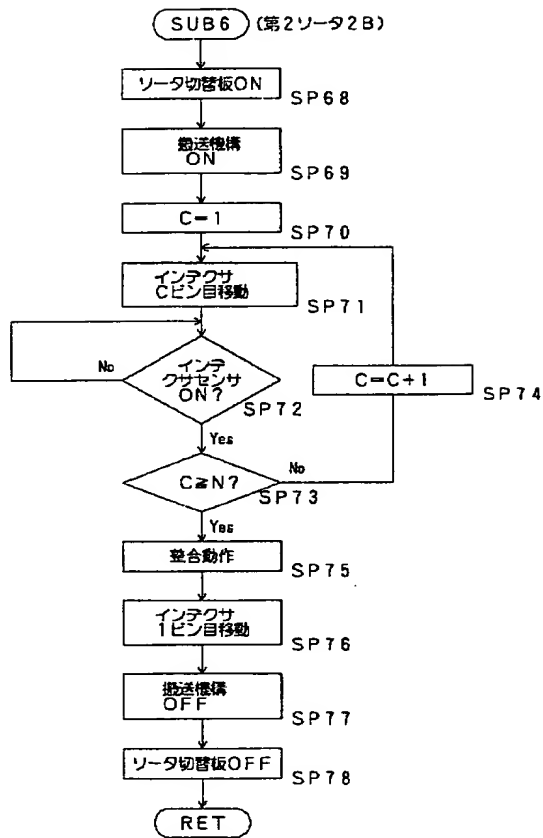 SUB6 (第2ソータ2B)
ソータ切替板ON
SP68
搬送機構
ON
SP69
C=1
SP70
インデクサ
Cビン目移動
SP71
インデ
クサセンサ
ON?
No
SP72
C=C+1
SP74
Yes
C≧N?
No
SP73
Yes
整合動作
SP75
インデクサ
1ビン目移動
SP76
搬送機構
OFF
SP77
ソータ切替板OFF
SP78
RET